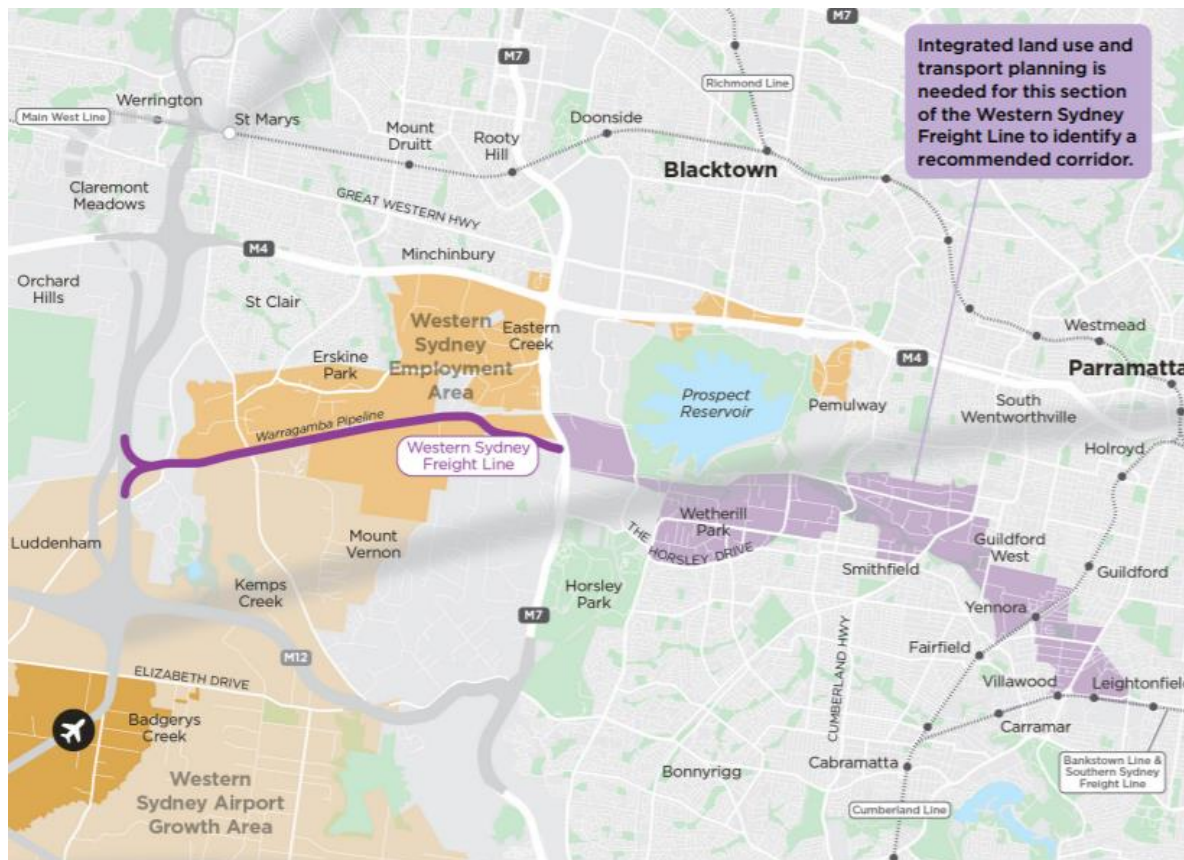 M7
M7
Integrated land use and
transport planning is
needed for this section
of the Western Sydney
Freight Line to identify a
recommended corridor.
Richmond Line
Werrington
Main West Line
St Marys
Mount
Druitt
Rooty
Hill
Doonside
Blacktown
Claremont
Meadows
GREAT WESTERN HWY
M4
Minchinbury
Orchard
Hills
St Clair
Western
Sydney
Employment
Area
Eastern
Creek
Erskine
Park
Westmead
M4
Parramatta
Prospect
Reservoir
Pemulway
South
Wentworthville
Warragamba Pipeline
Western Sydney
Freight Line
Holroyd
Luddenham
Mount
Vernon
Wetherill
Park
THE HORSLEY DRIVE
Guildford
West
Smithfield
Guildford
Kemps
Creek
Horsley
Park
M7
Yennora
CUMBERLAND HWY
Fairfield
M12
ELIZABETH DRIVE
Villawood
Leightonfield
Badgerys
Creek
Carramar
Bankstown Line &
Southern Sydney
Freight Line
Western
Sydney Airport
Growth Area
Bonnyrigg
Cabramatta
Cumberland Line